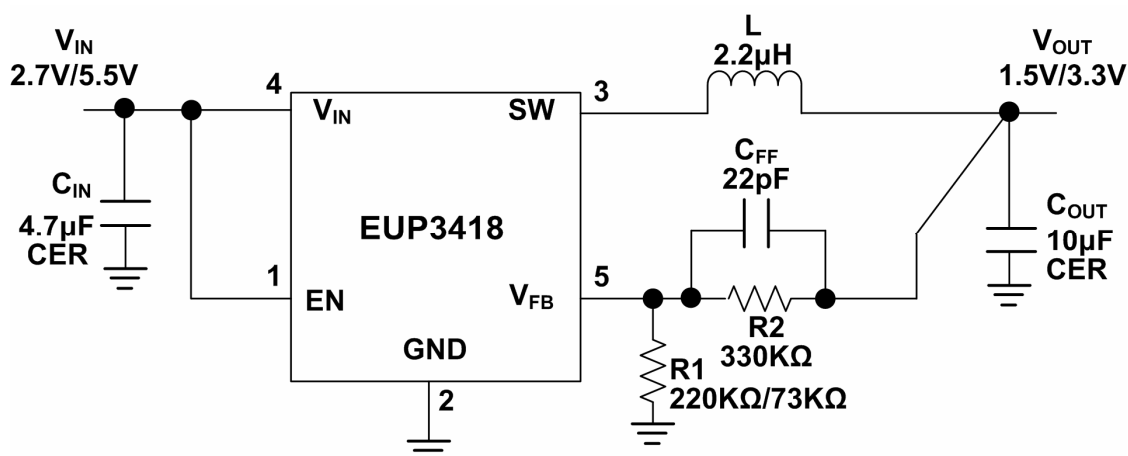 VIN
2.7V/5.5V
L
2.2µH
VOUT
1.5V/3.3V
4
VIN
SW
3
CIN
4.7µF
CER
EUP3418
CFF
22pF
COUT
10µF
CER
1
EN
VFB
5
GND
2
R2
330KΩ
R1
220KΩ/73KΩ